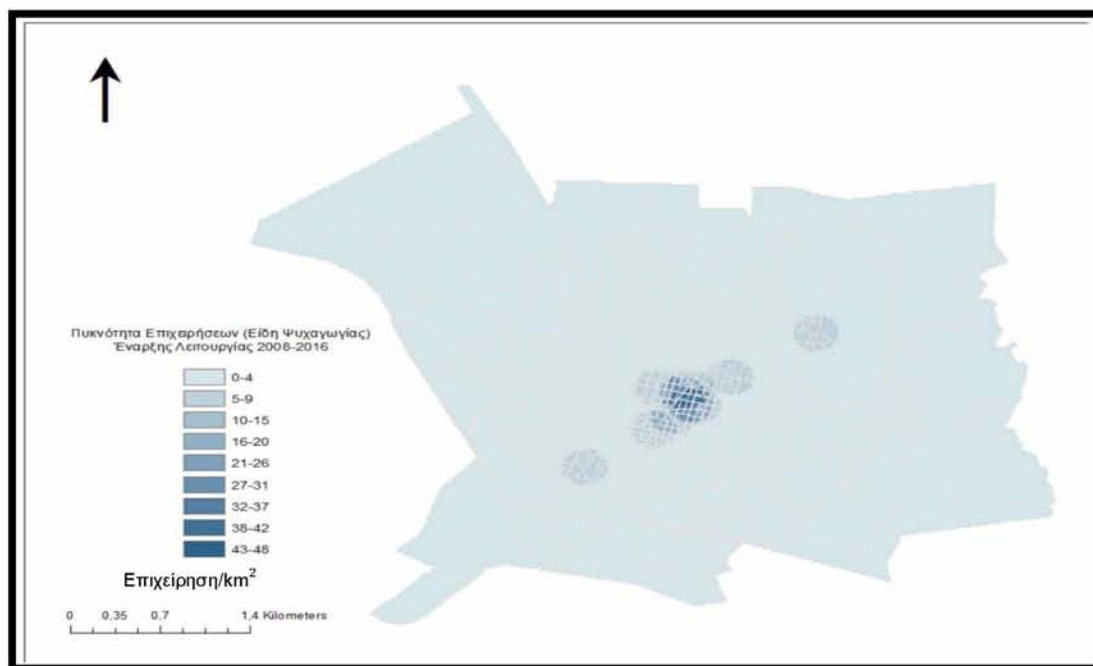 Πυκνότητα Επιχειρήσεων (Είδη Ψυχαγωγίας)
Έναρξης Λειτουργίας 2008-2016
0-4
5-9
10-15
16-20
21-26
27-31
32-37
38-42
43-48
Επιχείρηση/km²
0 0,35 0,7 1,4 Kilometers